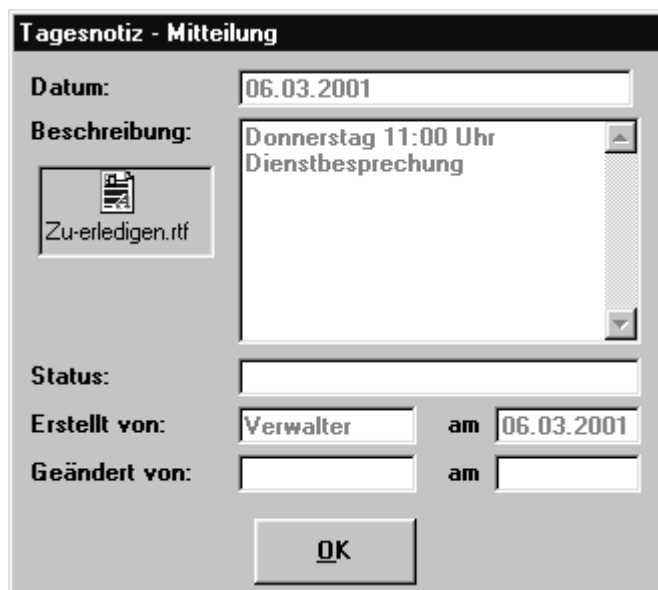 Tagesnotiz - Mitteilung
Datum: 06.03.2001
Beschreibung: Donnerstag 11:00 Uhr
Dienstbesprechung
Zu-erledigen.rtf
Status:
Erstellt von: Verwalter am 06.03.2001
Geändert von: am
OK